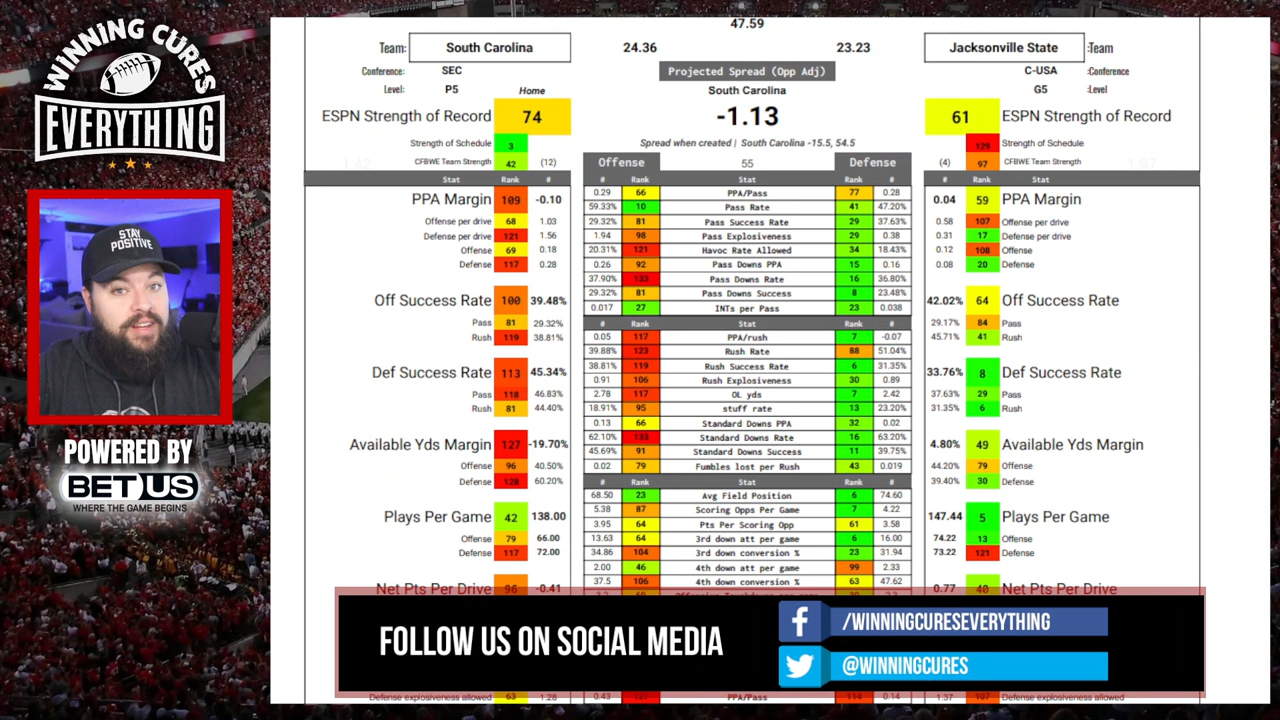 WINNING CURES
EVERYTHING
STAY
POSITIVE
POWERED BY
BETUS
WHERE THE GAME BEGINS
47.59
Team: South Carolina 24.36 23.23 Jacksonville State :Team
Conference: SEC Projected Spread (Opp Adj) C-USA :Conference
Level: P5 Home South Carolina G5 :Level
ESPN Strength of Record 74 -1.13 61 ESPN Strength of Record
Strength of Schedule 3 Spread when created | South Carolina -15.5, 54.5 129 Strength of Schedule
CFBWE Team Strength 42 (12) Offense 55 Defense (4) 97 CFBWE Team Strength
Stat Rank # # Rank Stat Rank # # Rank Stat
0.29 66 PPA/Pass 77 0.28
PPA Margin 109 -0.10 59.33% 10 Pass Rate 41 47.20% 0.04 59 PPA Margin
Offense per drive 68 1.03 29.32% 81 Pass Success Rate 29 37.63% 0.58 107 Offense per drive
Defense per drive 121 1.56 1.94 98 Pass Explosiveness 29 0.38 0.31 17 Defense per drive
Offense 69 0.18 20.31% 121 Havoc Rate Allowed 34 18.43% 0.12 108 Offense
Defense 117 0.28 0.26 92 Pass Downs PPA 15 0.16 0.08 20 Defense
37.90% 133 Pass Downs Rate 16 36.80%
Off Success Rate 100 39.48% 29.32% 81 Pass Downs Success 8 23.48% 42.02% 64 Off Success Rate
0.017 27 INTs per Pass 23 0.038
Pass 81 29.32% # Rank Stat Rank # 29.17% 84 Pass
Rush 119 38.81% 0.05 117 PPA/rush 7 -0.07 45.71% 41 Rush
39.88% 123 Rush Rate 88 51.04%
38.81% 119 Rush Success Rate 6 31.35%
Def Success Rate 113 45.34% 0.91 106 Rush Explosiveness 30 0.89 33.76% 8 Def Success Rate
Pass 118 46.83% 2.78 117 OL yds 7 2.42 37.63% 29 Pass
Rush 81 44.40% 18.91% 95 stuff rate 13 23.20% 31.35% 6 Rush
0.13 66 Standard Downs PPA 32 0.02
Available Yds Margin 127 -19.70% 62.10% 133 Standard Downs Rate 16 63.20% 4.80% 49 Available Yds Margin
45.69% 91 Standard Downs Success 11 39.75%
Offense 96 40.50% 0.02 79 Fumbles lost per Rush 43 0.019 44.20% 79 Offense
Defense 128 60.20% # Rank Stat Rank # 39.40% 30 Defense
68.50 23 Avg Field Position 6 74.60
Plays Per Game 42 138.00 5.38 87 Scoring Opps Per Game 7 4.22 147.44 5 Plays Per Game
3.95 64 Pts Per Scoring Opp 61 3.58
Offense 79 66.00 13.63 64 3rd down att per game 6 16.00 74.22 13 Offense
Defense 117 72.00 34.86 104 3rd down conversion % 23 31.94 73.22 121 Defense
2.00 46 4th down att per game 99 2.33
Net Pts Per Drive 96 -0.41 37.5 106 4th down conversion % 63 47.62 0.77 40 Net Pts Per Drive
FOLLOW US ON SOCIAL MEDIA
f /WINNINGCURESEVERYTHING
@WINNINGCURES
Defense explosiveness allowed 63 1.28 0.43 127 PPA/Pass 114 0.14 1.37 107 Defense explosiveness allowed